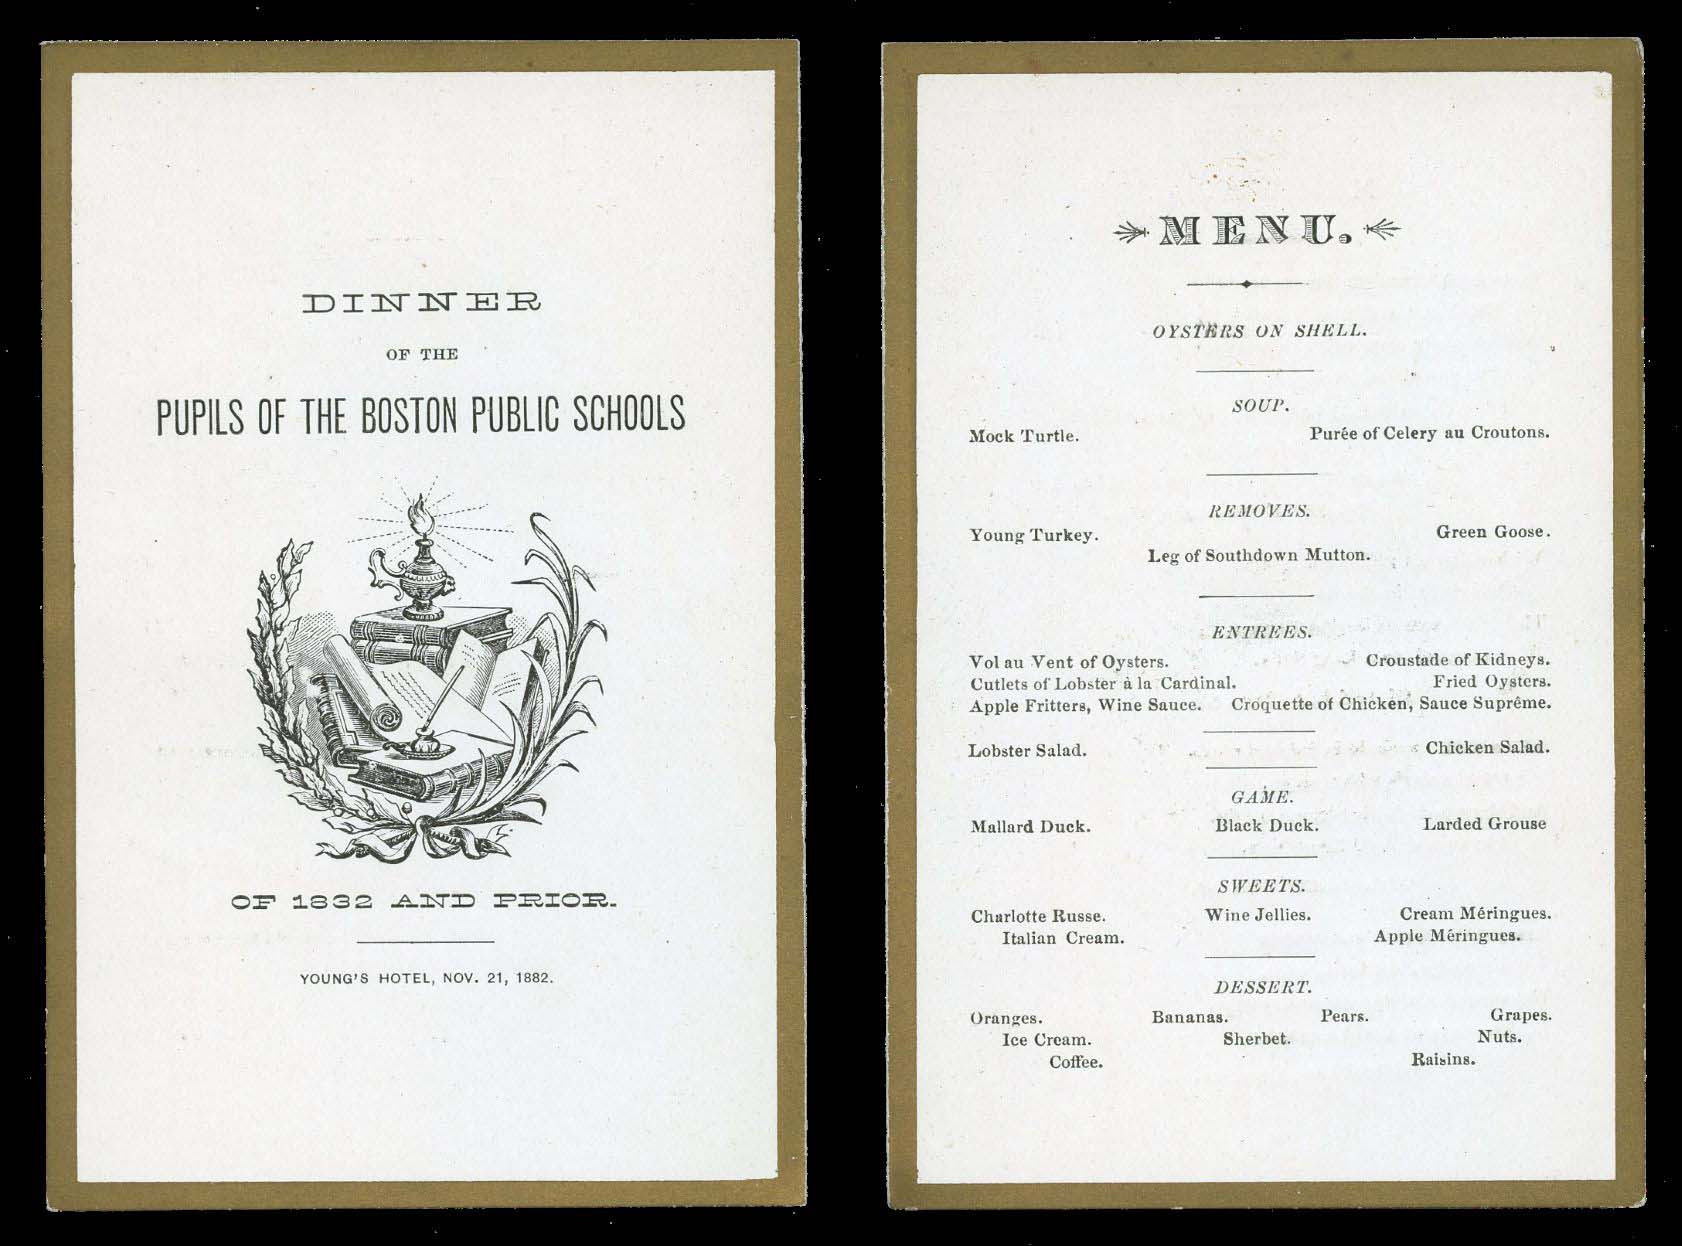 DINNER
OF THE
PUPILS OF THE BOSTON PUBLIC SCHOOLS
OF 1832 AND PRIOR.
YOUNG'S HOTEL, NOV. 21, 1882.
MENU.
OYSTERS ON SHELL.
SOUP.
Mock Turtle. Purée of Celery au Croutons.
REMOVES.
Young Turkey. Green Goose.
Leg of Southdown Mutton.
ENTREES.
Vol au Vent of Oysters. Croustade of Kidneys.
Cutlets of Lobster à la Cardinal. Fried Oysters.
Apple Fritters, Wine Sauce. Croquette of Chicken, Sauce Suprême.
Lobster Salad. Chicken Salad.
GAME.
Mallard Duck. Black Duck. Larded Grouse
SWEETS.
Charlotte Russe. Wine Jellies. Cream Méringues.
Italian Cream. Apple Méringues.
DESSERT.
Oranges. Bananas. Pears. Grapes.
Ice Cream. Sherbet. Nuts.
Coffee. Raisins.